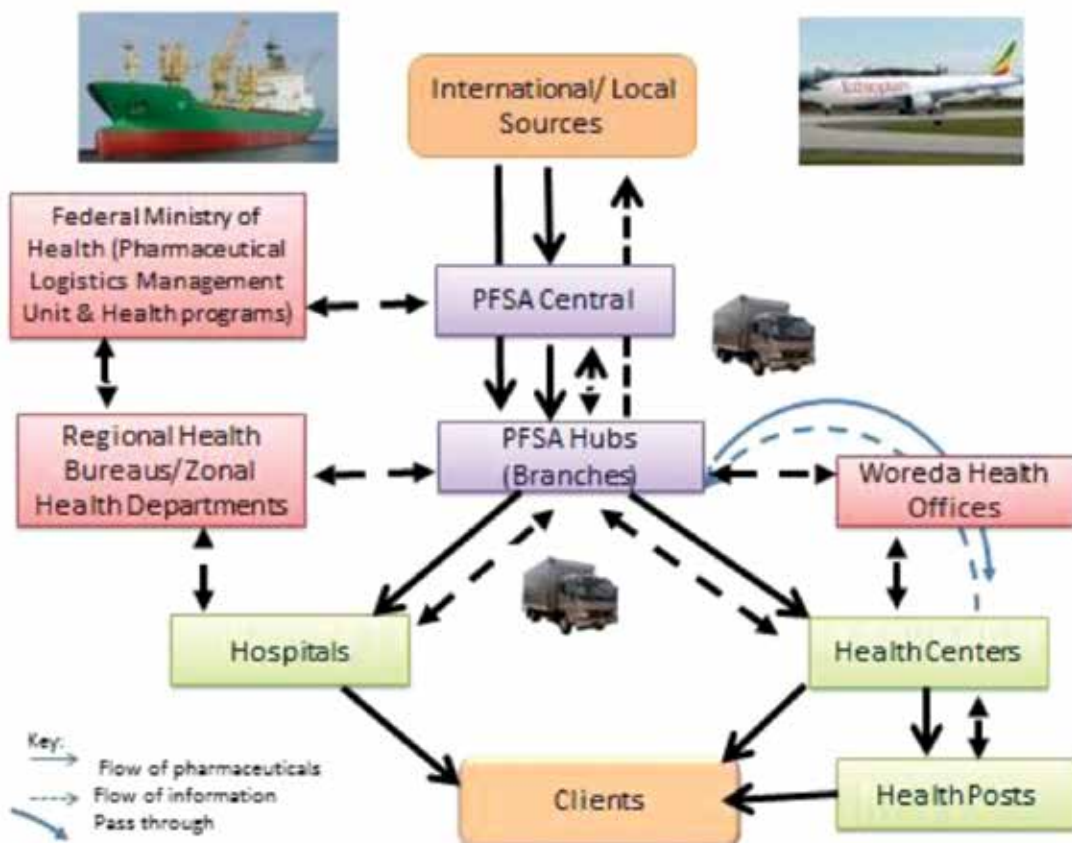 International/ Local
Sources
Ethiopian
Federal Ministry of
Health (Pharmaceutical
Logistics Management
Unit & Health programs)
PFSA Central
Regional Health
Bureaus/ Zonal
Health Departments
PFSA Hubs
(Branches)
Woreda Health
Offices
Hospitals
Health Centers
Key:
Flow of pharmaceuticals
Flow of information
Pass through
Clients
Health Posts